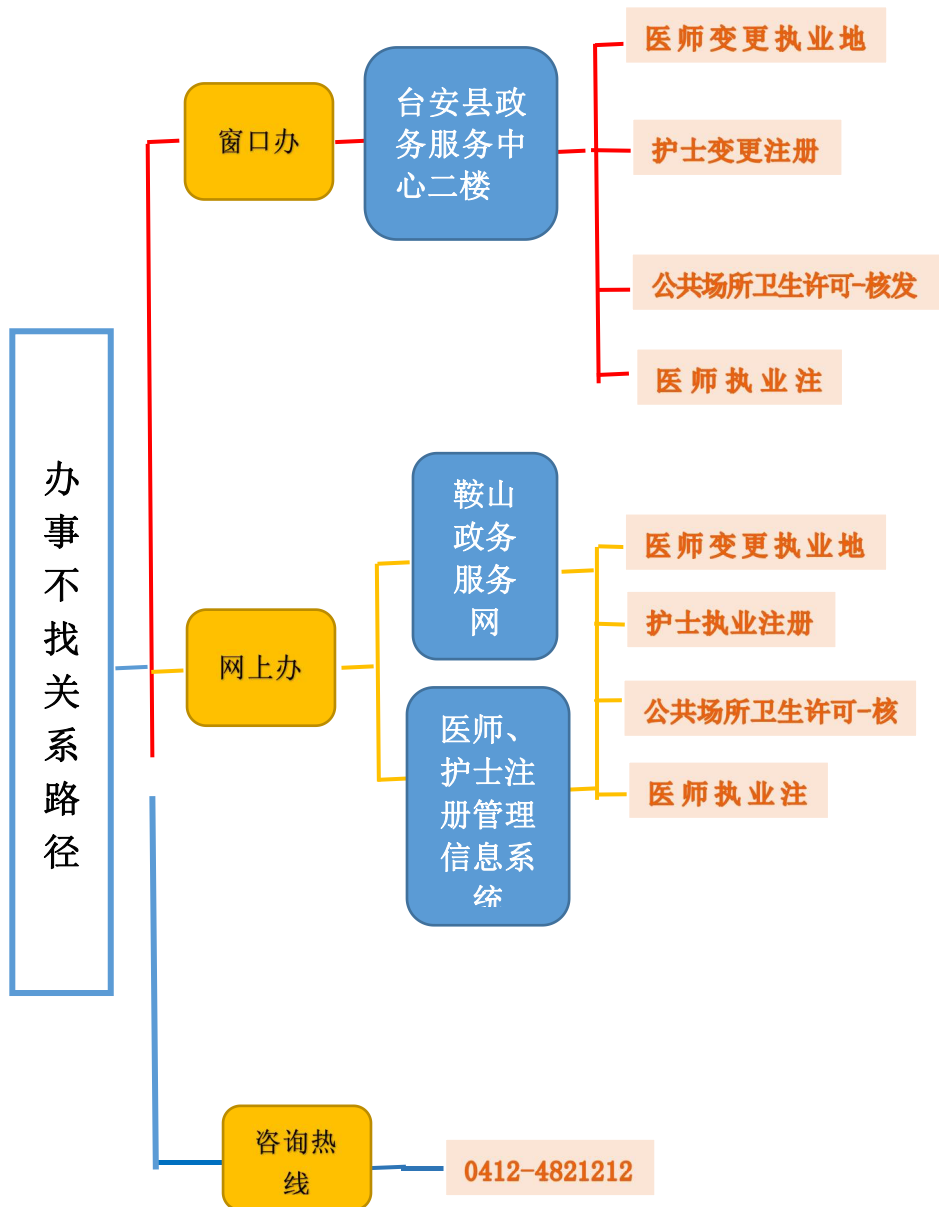 办事不找关系路径
窗口办
台安县政
务服务中
心二楼
医师变更执业地
护士变更注册
公共场所卫生许可-核发
医师执业注
网上办
鞍山
政务
服务
网
医师、
护士注
册管理
信息系
统
医师变更执业地
护士执业注册
公共场所卫生许可-核
医师执业注
咨询热
线
0412-4821212